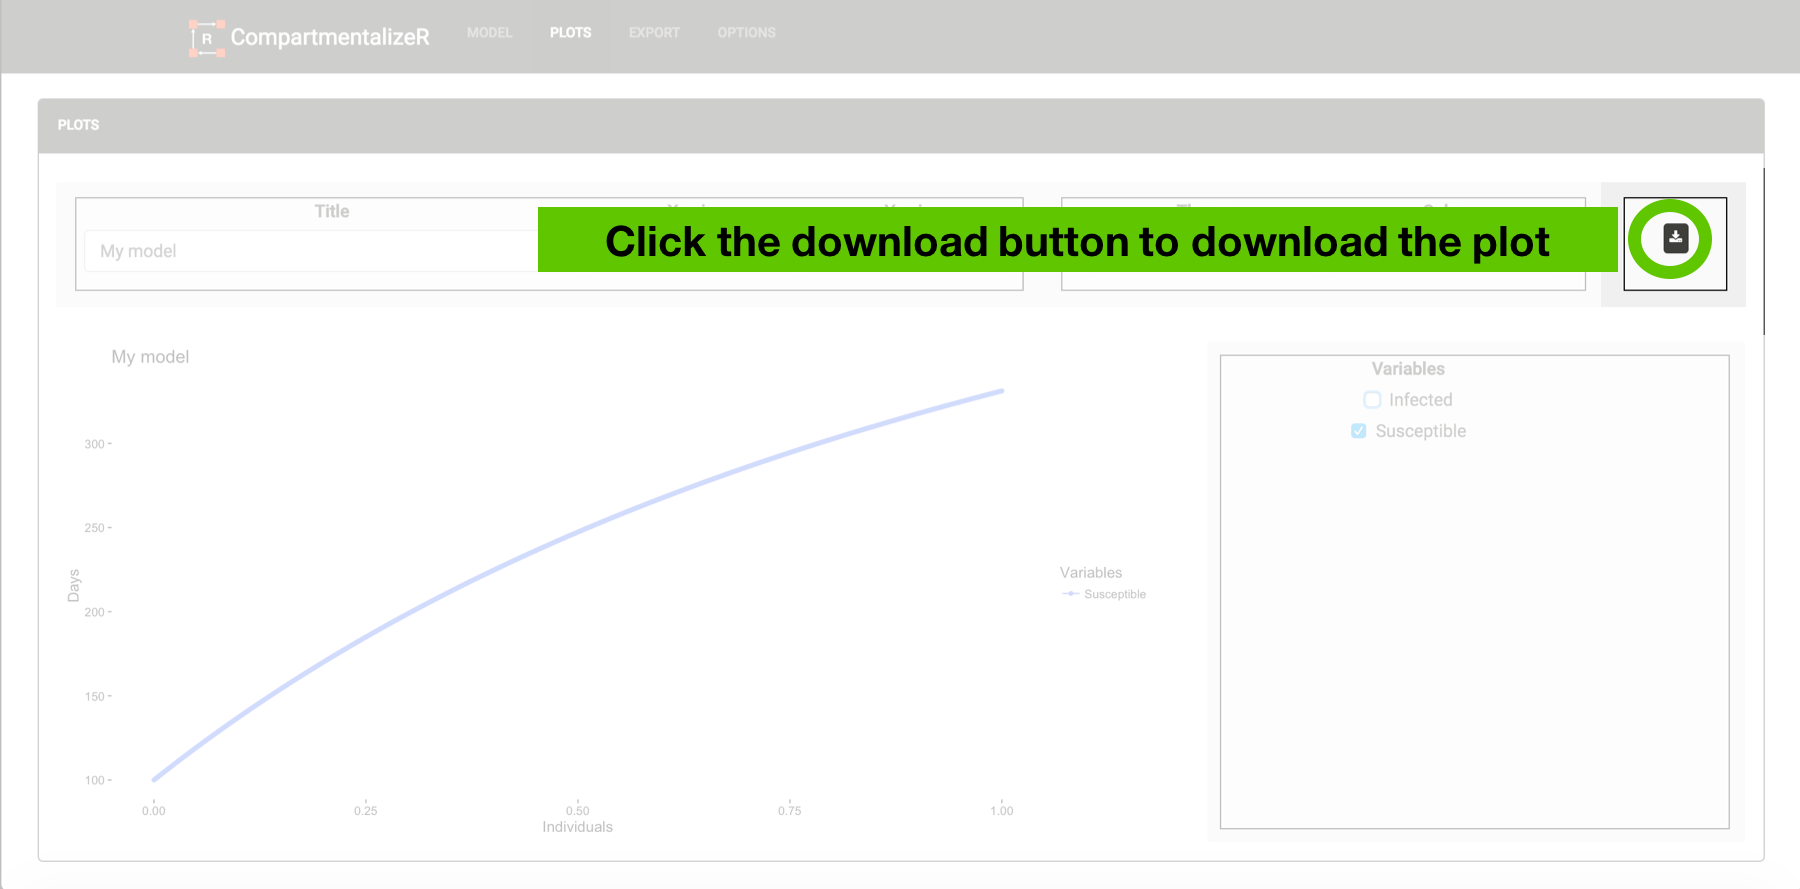 R CompartmentalizeR MODEL PLOTS EXPORT OPTIONS
PLOTS
Title
My model
Click the download button to download the plot
My model
300
250
200
150
100
Days
0.00 0.25 0.50 0.75 1.00
Individuals
Variables
Susceptible
Variables
Infected
Susceptible